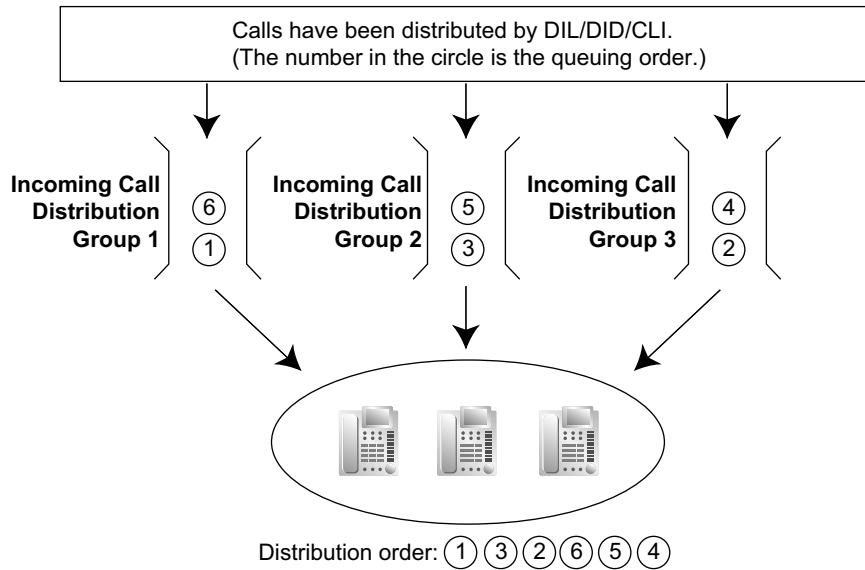 Calls have been distributed by DIL/DID/CLI.
(The number in the circle is the queuing order.)
Incoming Call
Distribution
Group 1
6
1
Incoming Call
Distribution
Group 2
5
3
Incoming Call
Distribution
Group 3
4
2
Distribution order: 1 3 2 6 5 4